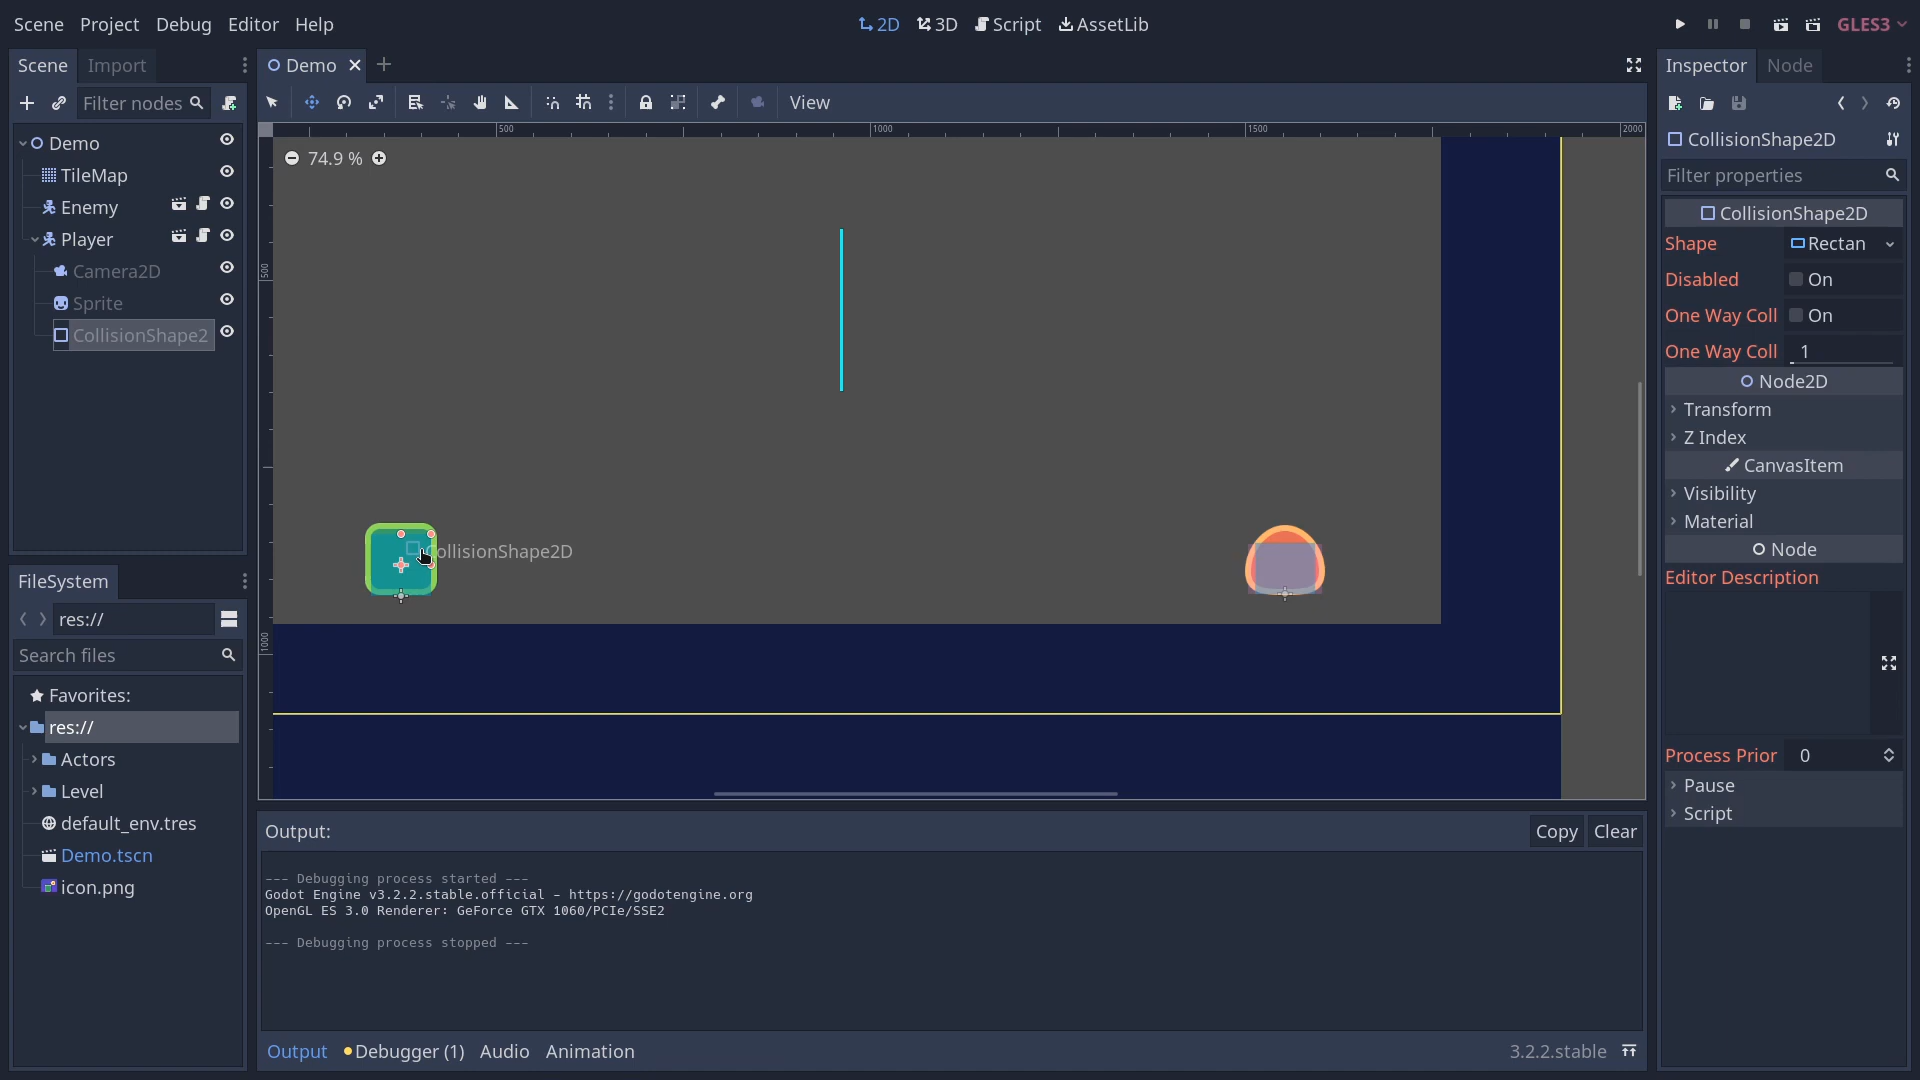 Scene Project Debug Editor Help
2D 3D Script AssetLib
GLES3
Scene Import
Demo
Inspector Node
Filter nodes
View
500 1000 1500 2000
Demo
CollisionShape2D
74.9 %
TileMap
Filter properties
Enemy
CollisionShape2D
Player
Shape Rectan
Camera2D
500
Disabled On
Sprite
One Way Coll On
CollisionShape2
One Way Coll 1
Node2D
Transform
Z Index
CanvasItem
Visibility
Material
CollisionShape2D
Node
FileSystem
Editor Description
res://
1000
Search files
Favorites:
res://
Process Prior 0
Actors
Pause
Level
Script
default_env.tres
Output:
Copy Clear
Demo.tscn
icon.png
--- Debugging process started ---
Godot Engine v3.2.2.stable.official - https://godotengine.org
OpenGL ES 3.0 Renderer: GeForce GTX 1060/PCIe/SSE2
--- Debugging process stopped ---
Output Debugger (1) Audio Animation
3.2.2.stable